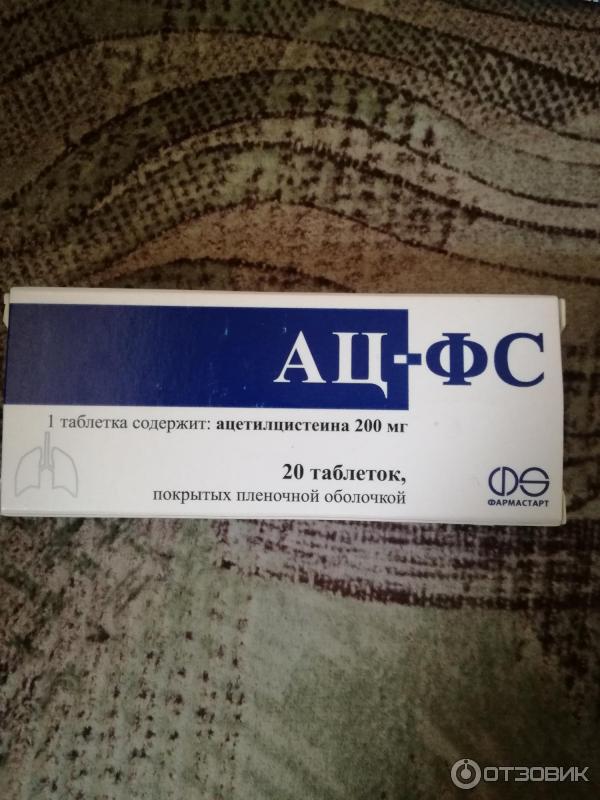 АЦ-ФС
1 таблетка содержит: ацетилцистеина 200 мг
20 таблеток,
покрытых пленочной оболочкой
ФАРМАСТАРТ
ОТЗОВИК